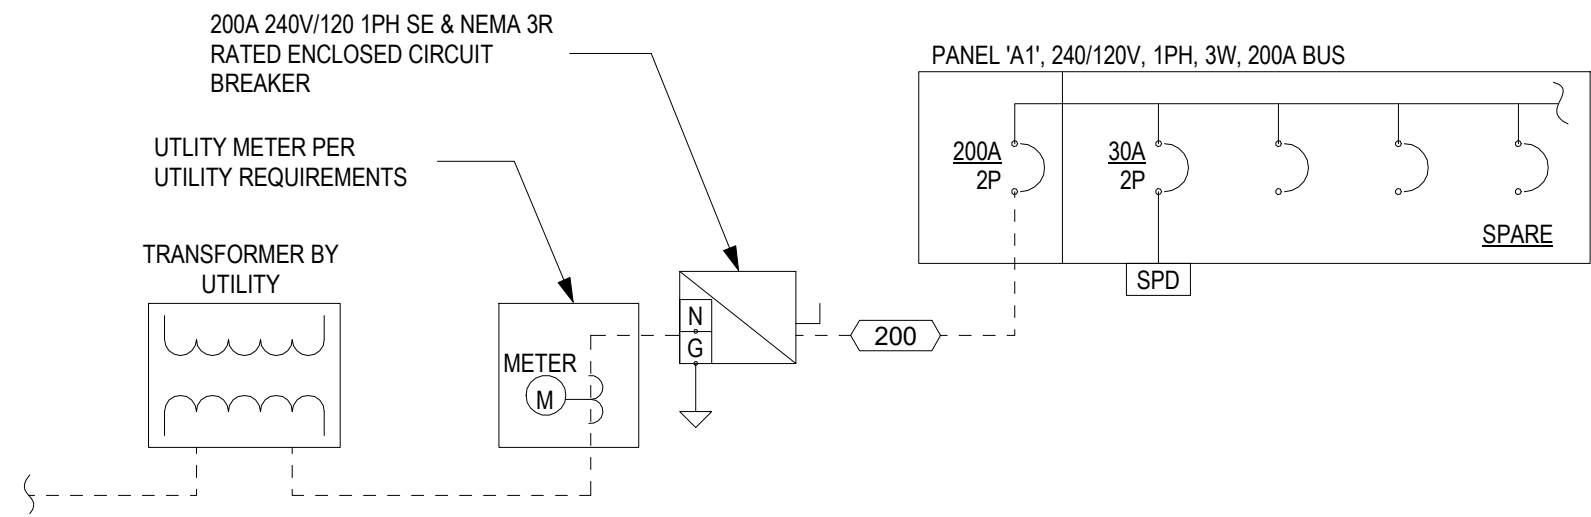 200A 240V/120 1PH SE & NEMA 3R
RATED ENCLOSED CIRCUIT
BREAKER
PANEL 'A1', 240/120V, 1PH, 3W, 200A BUS
UTLITY METER PER
UTILITY REQUIREMENTS
200A
2P
30A
2P
SPARE
TRANSFORMER BY
UTILITY
SPD
N
G
200
METER
M